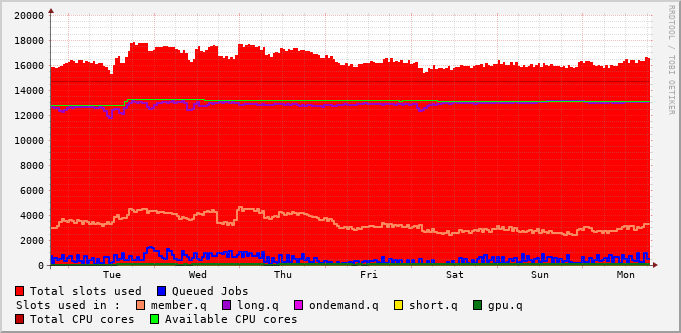 20000
18000
16000
14000
12000
10000
8000
6000
4000
2000
0
Tue Wed Thu Fri Sat Sun Mon
Total slots used Queued Jobs
Slots used in : member.q long.q ondemand.q short.q gpu.q
Total CPU cores Available CPU cores
RRDTOOL / TOBI OETIKER